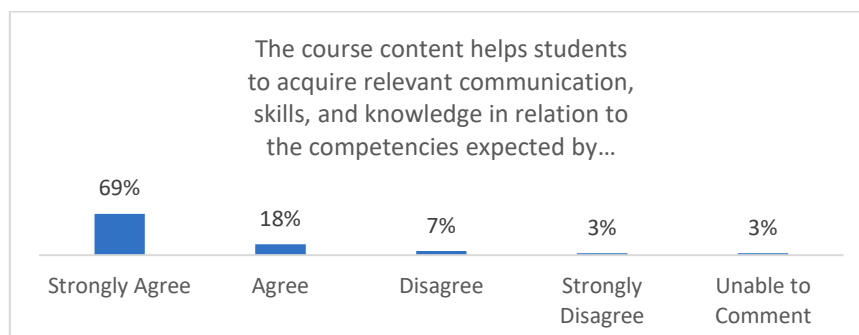 The course content helps students
to acquire relevant communication,
skills, and knowledge in relation to
the competencies expected by…
69%
18%
7%
3%
3%
Strongly Agree
Agree
Disagree
Strongly
Disagree
Unable to
Comment